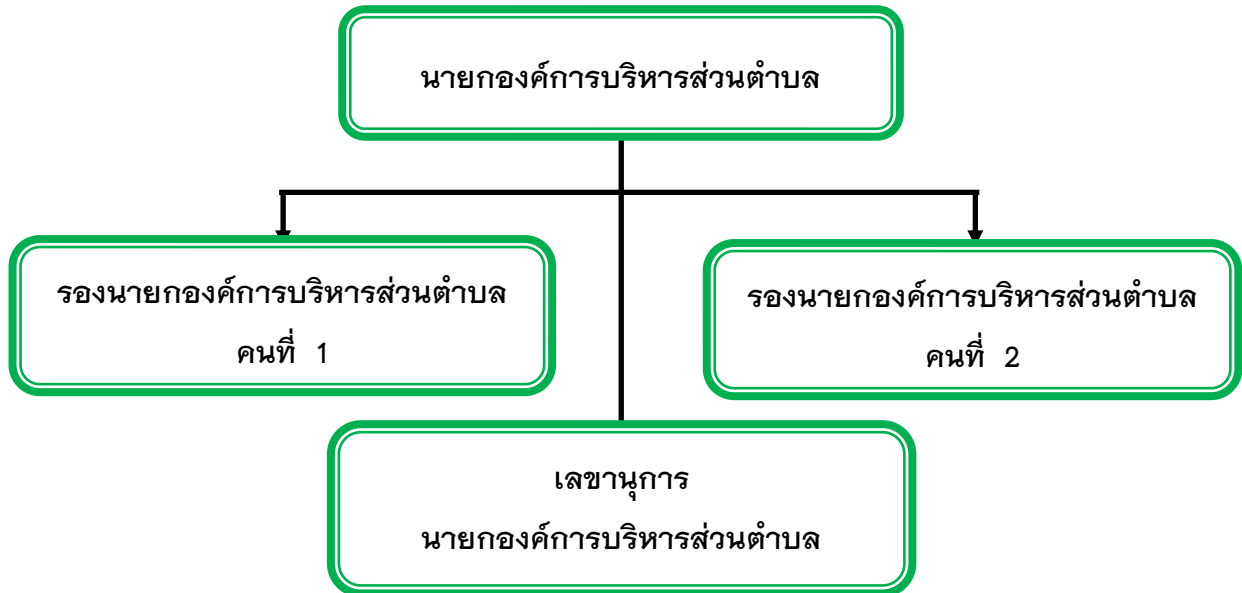 นายกองค์การบริหารส่วนตำบล
รองนายกองค์การบริหารส่วนตำบล
คนที่ 1
รองนายกองค์การบริหารส่วนตำบล
คนที่ 2
เลขานุการ
นายกองค์การบริหารส่วนตำบล